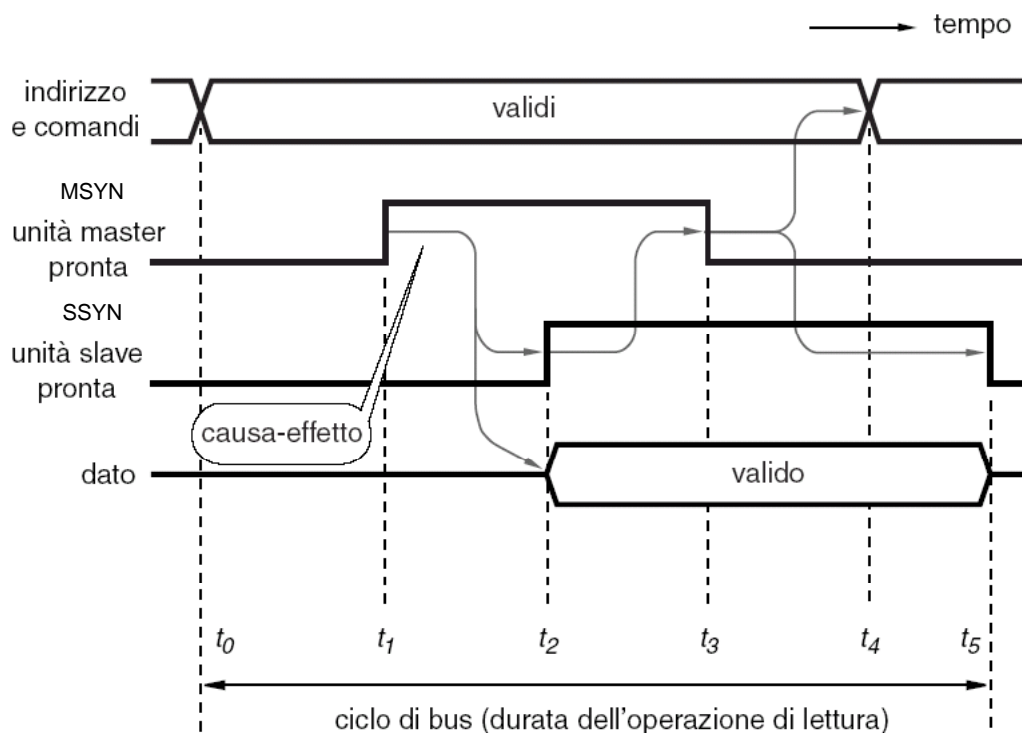 tempo
indirizzo
e comandi
validi
MSYN
unità master
pronta
SSYN
unità slave
pronta
causa-effetto
dato
valido
t0 t1 t2 t3 t4 t5
ciclo di bus (durata dell'operazione di lettura)